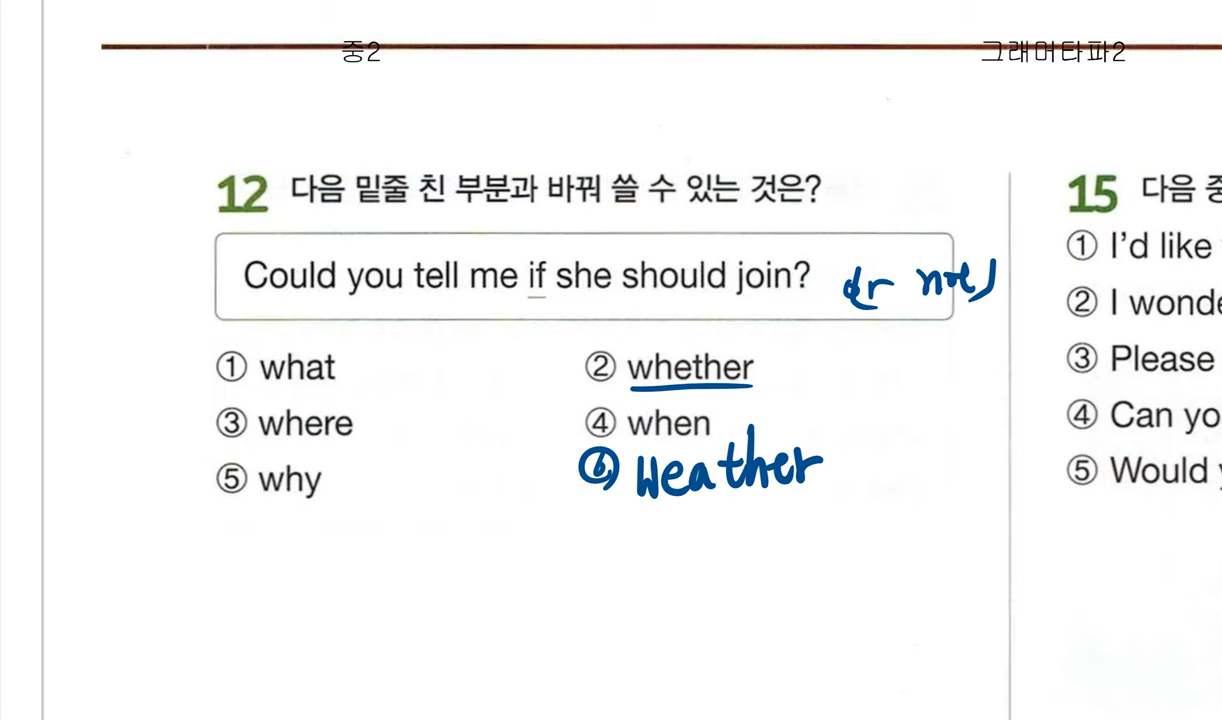 중2
그래머타파2
12 다음 밑줄 친 부분과 바꿔 쓸 수 있는 것은?
Could you tell me if she should join? (or not)
① what
② whether
③ where
④ when
⑤ why
⑥ Weather
15 다음 중
① I'd like
② I wonde
③ Please
④ Can yo
⑤ Would y